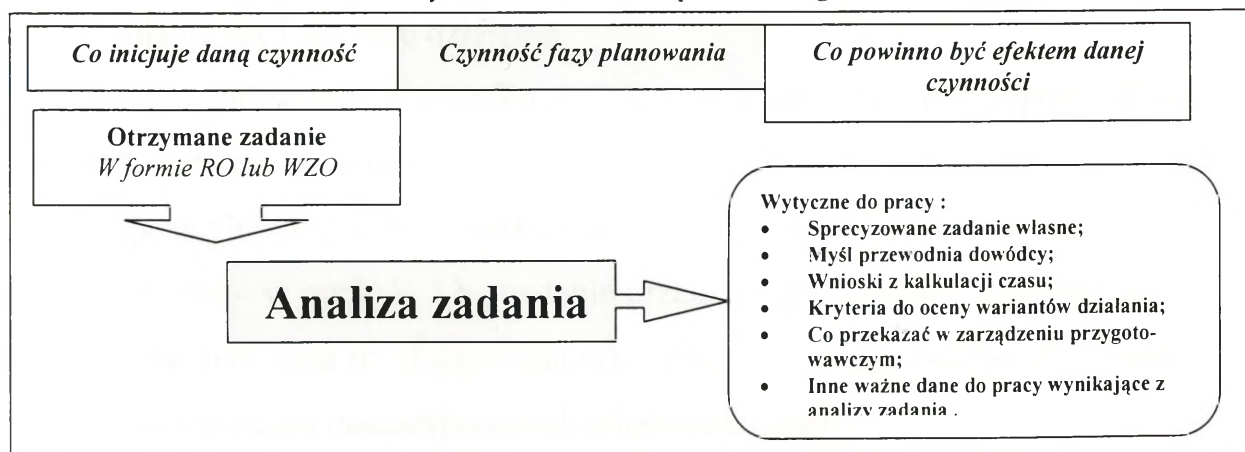 Co inicjuje daną czynność
Czynność fazy planowania
Co powinno być efektem danej
czynności
Otrzymane zadanie
W formie RO lub WZO
Analiza zadania
Wytyczne do pracy :
• Sprecyzowane zadanie własne;
• Myśl przewodnia dowódcy;
• Wnioski z kalkulacji czasu;
• Kryteria do oceny wariantów działania;
• Co przekazać w zarządzeniu przygoto-
wawczym;
• Inne ważne dane do pracy wynikające z
analizy zadania .